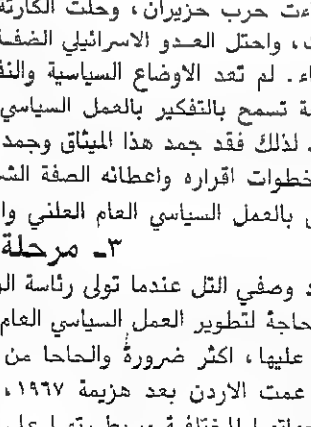 ءت حرب حزيران، وحلت الكارثة
، واحتل العدو الاسرائيلي الضفة
اء. لم تعد الاوضاع السياسية والنف
ة تسمح بالتفكير بالعمل السياسي
. لذلك فقد جمد هذا الميثاق وجمد
خطوات اقراره واعطائه الصفة الش
ى بالعمل السياسي العام العلني وا
٣ـ مرحلة
د وصفي التل عندما تولى رئاسة ال
حاجة لتطوير العمل السياسي العام
عليها، اكثر ضرورة والحاحا من
عمت الاردن بعد هزيمة ١٩٦٧،